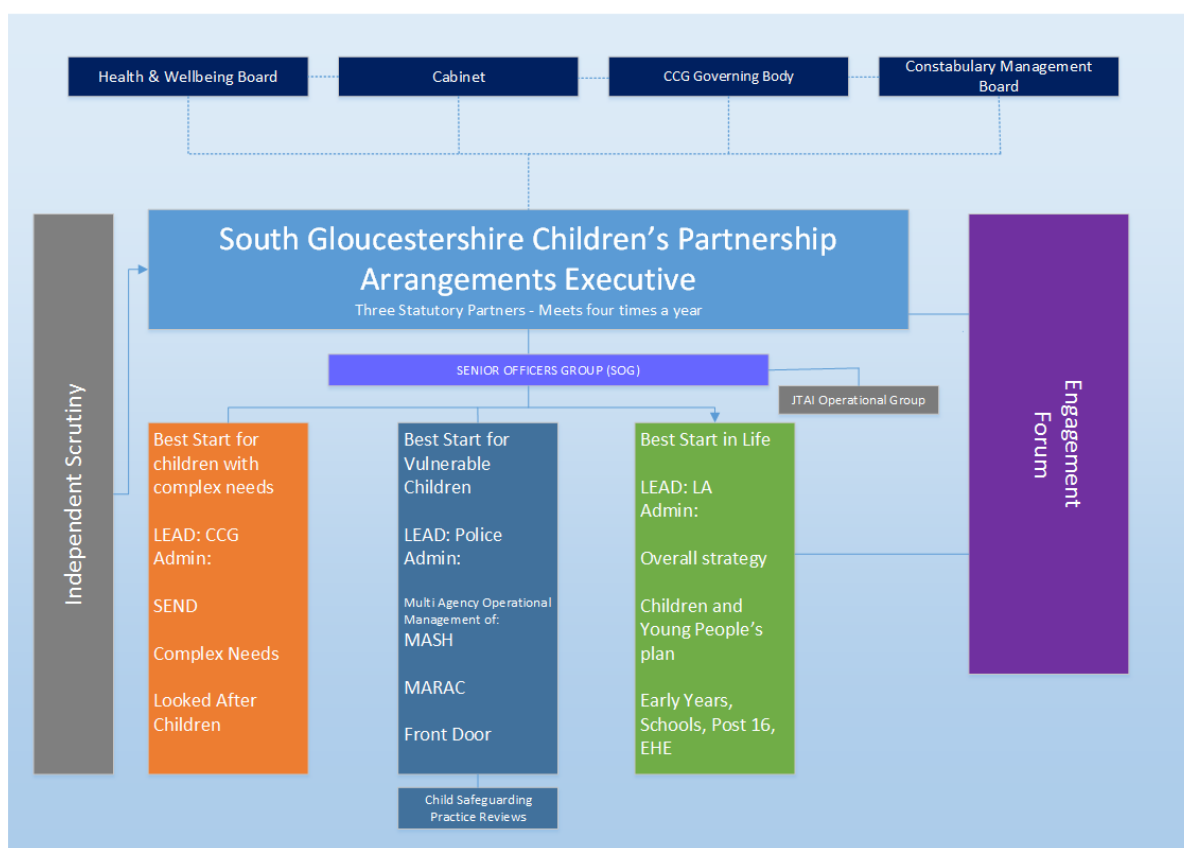 Health & Wellbeing Board
Cabinet
CCG Governing Body
Constabulary Management
Board
South Gloucestershire Children's Partnership
Arrangements Executive
Three Statutory Partners - Meets four times a year
SENIOR OFFICERS GROUP (SOG)
JTAI Operational Group
Independent Scrutiny
Best Start for
children with
complex needs
LEAD: CCG
Admin:
SEND
Complex Needs
Looked After
Children
Best Start for
Vulnerable
Children
LEAD: Police
Admin:
Multi Agency Operational
Management of:
MASH
MARAC
Front Door
Child Safeguarding
Practice Reviews
Best Start in Life
LEAD: LA
Admin:
Overall strategy
Children and
Young People's
plan
Early Years,
Schools, Post 16,
EHE
Engagement
Forum